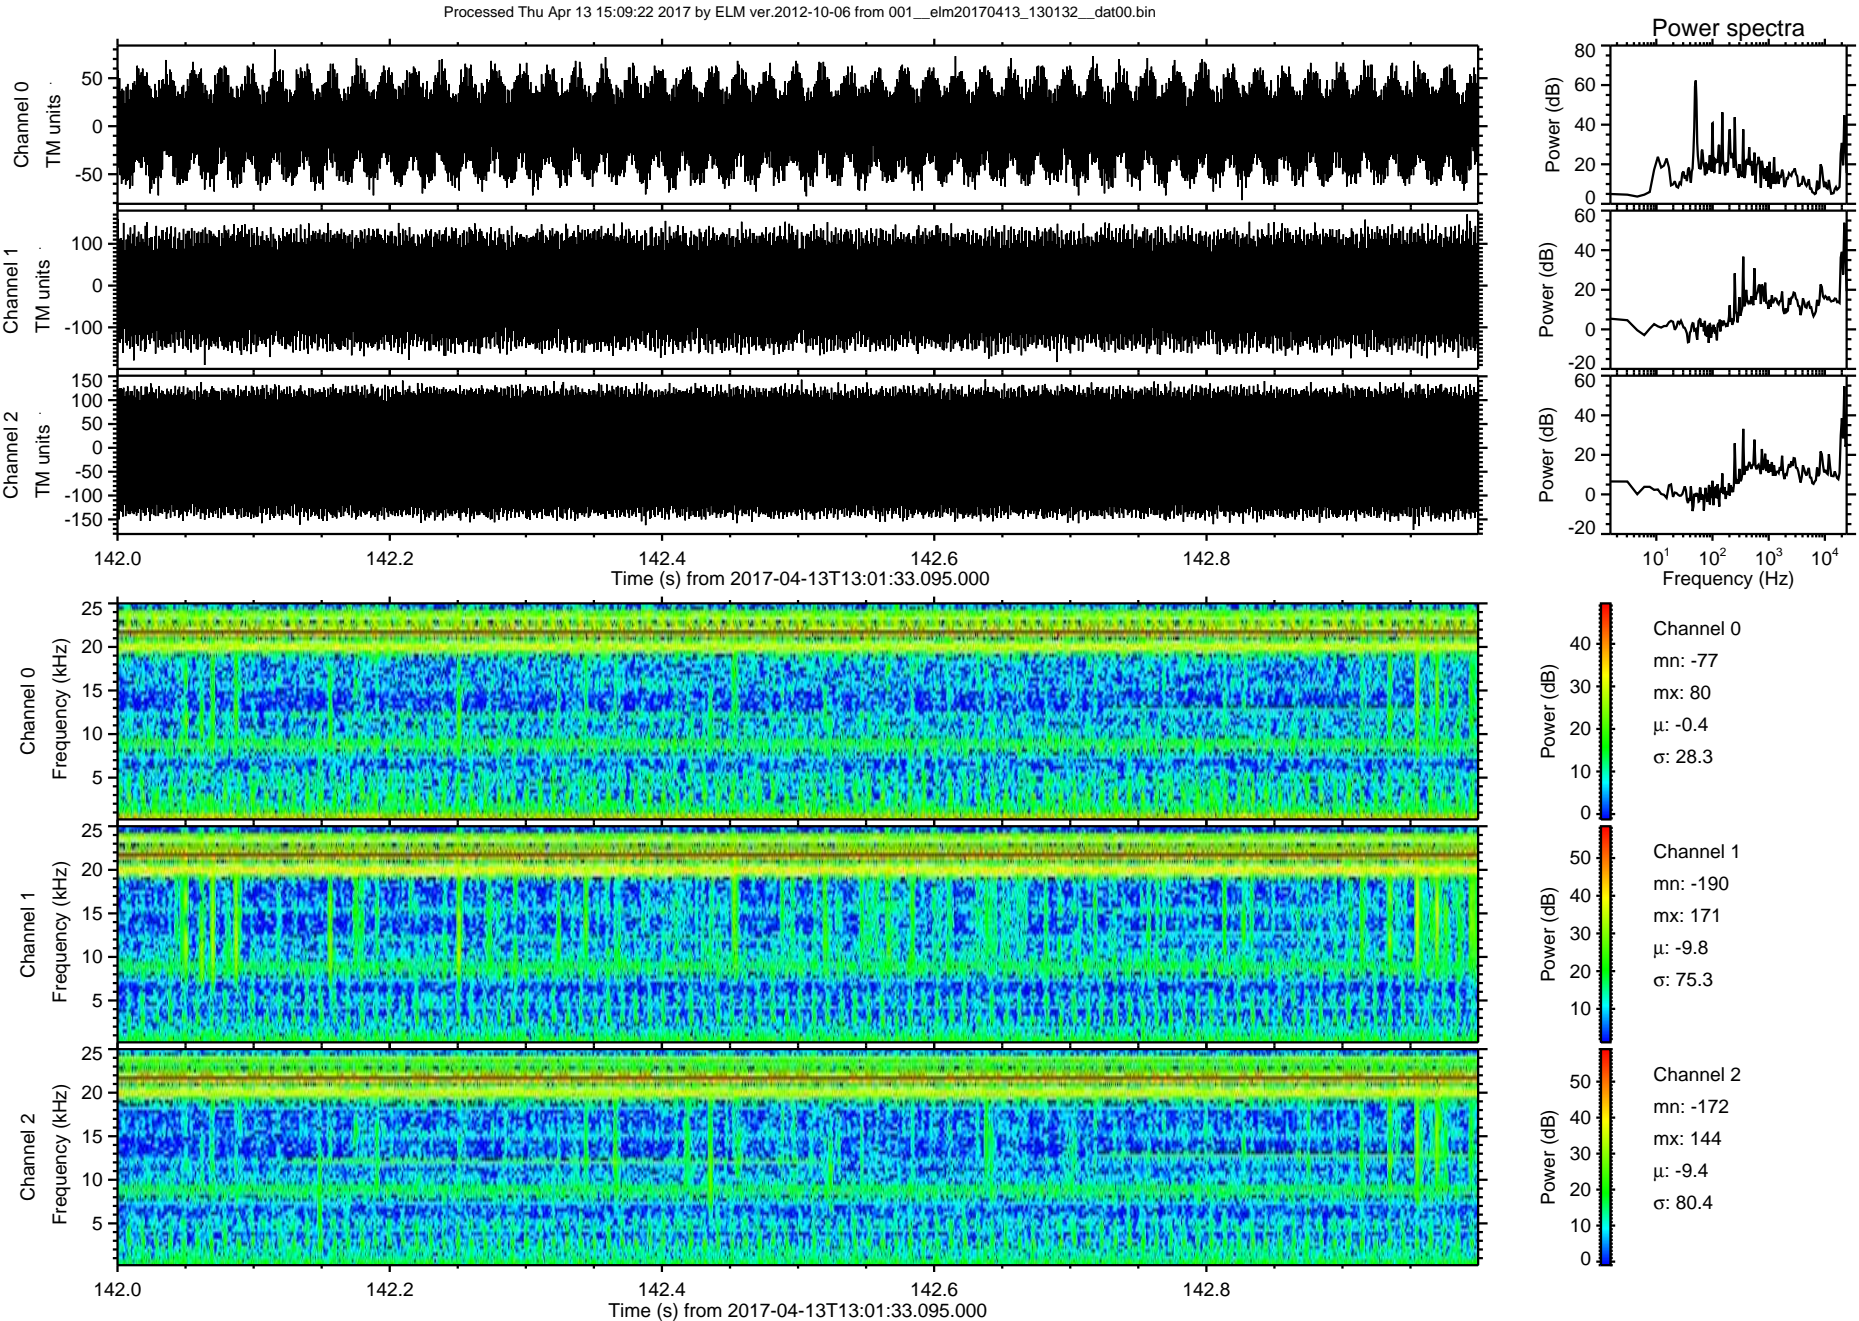 Processed Thu Apr 13 15:09:22 2017 by ELM ver.2012-10-06 from 001__elm20170413_130132__dat00.bin
Power spectra
Channel 0
TM units
50
0
-50
Power (dB)
80
60
40
20
0
Channel 1
TM units
100
0
-100
Power (dB)
60
40
20
0
-20
Channel 2
TM units
150
100
50
0
-50
-100
-150
Power (dB)
60
40
20
0
-20
142.0
142.2
142.4
142.6
142.8
Time (s) from 2017-04-13T13:01:33.095.000
10^1
10^2
10^3
10^4
Frequency (Hz)
Channel 0
Frequency (kHz)
25
20
15
10
5
Power (dB)
40
30
20
10
0
Channel 0
mn: -77
mx: 80
μ: -0.4
σ: 28.3
Channel 1
Frequency (kHz)
25
20
15
10
5
Power (dB)
50
40
30
20
10
Channel 1
mn: -190
mx: 171
μ: -9.8
σ: 75.3
Channel 2
Frequency (kHz)
25
20
15
10
5
Power (dB)
50
40
30
20
10
0
Channel 2
mn: -172
mx: 144
μ: -9.4
σ: 80.4
142.0
142.2
142.4
142.6
142.8
Time (s) from 2017-04-13T13:01:33.095.000